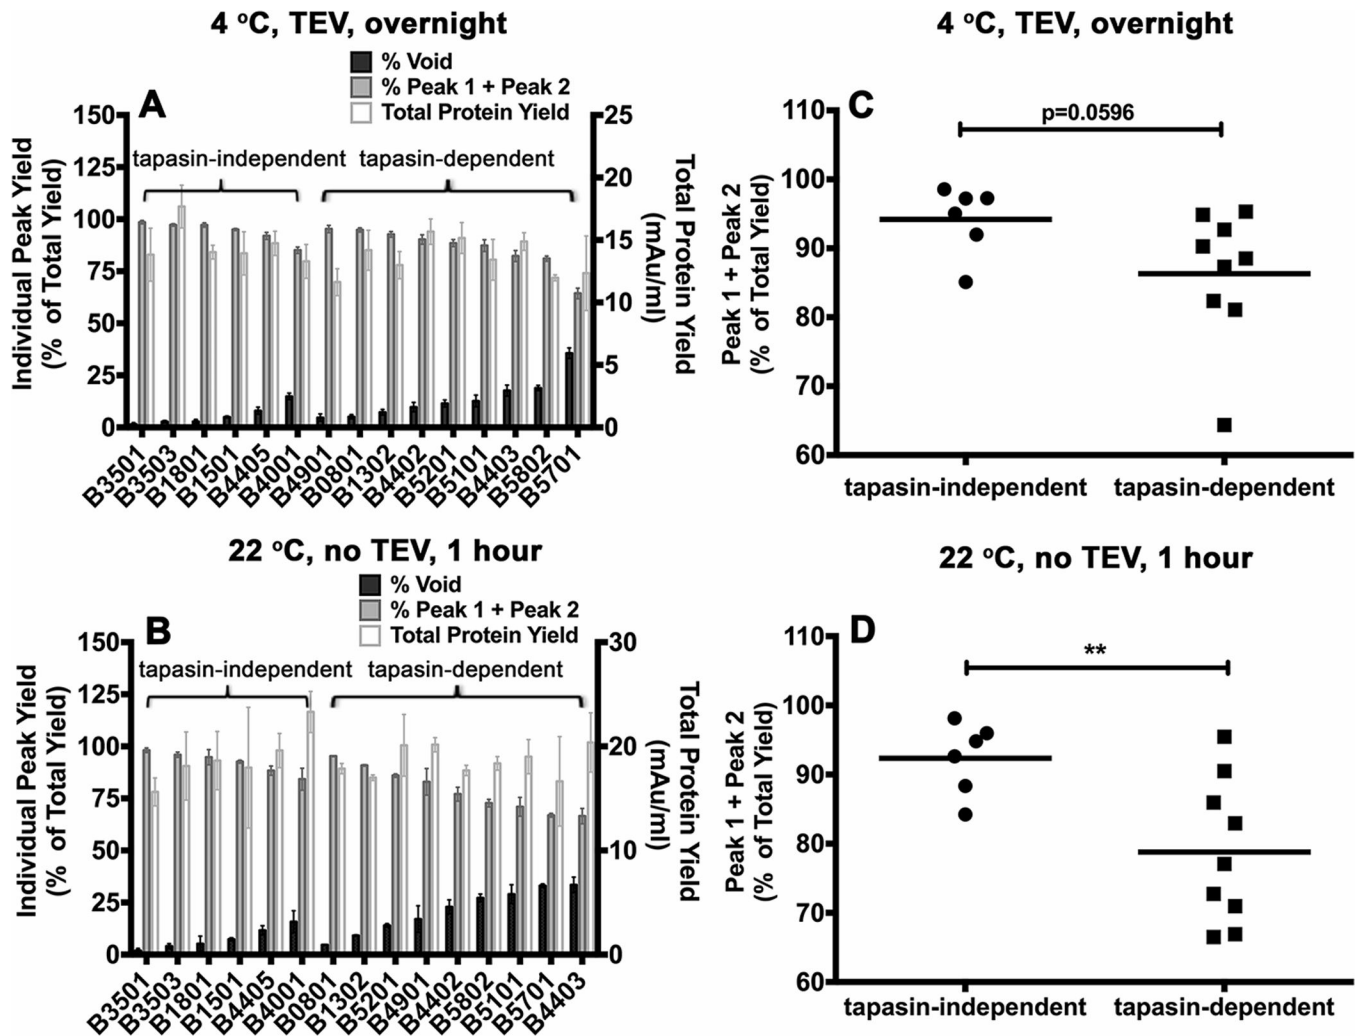 4 °C, TEV, overnight
% Void
% Peak 1 + Peak 2
Total Protein Yield
A
tapasin-independent
tapasin-dependent
Individual Peak Yield
(% of Total Yield)
150
125
100
75
50
25
0
25
20
15
10
5
0
Total Protein Yield
(mAu/ml)
B3501
B3503
B1801
B1501
B4405
B4001
B4901
B0801
B1302
B4402
B5201
B5101
B4403
B5802
B5701
4 °C, TEV, overnight
C
p=0.0596
Peak 1 + Peak 2
(% of Total Yield)
110
100
90
80
70
60
tapasin-independent
tapasin-dependent
22 °C, no TEV, 1 hour
% Void
% Peak 1 + Peak 2
Total Protein Yield
B
tapasin-independent
tapasin-dependent
Individual Peak Yield
(% of Total Yield)
150
125
100
75
50
25
0
30
20
10
0
Total Protein Yield
(mAu/ml)
B3501
B3503
B1801
B1501
B4405
B4001
B0801
B1302
B5201
B4901
B4402
B5802
B5101
B5701
B4403
22 °C, no TEV, 1 hour
D
**
Peak 1 + Peak 2
(% of Total Yield)
110
100
90
80
70
60
tapasin-independent
tapasin-dependent